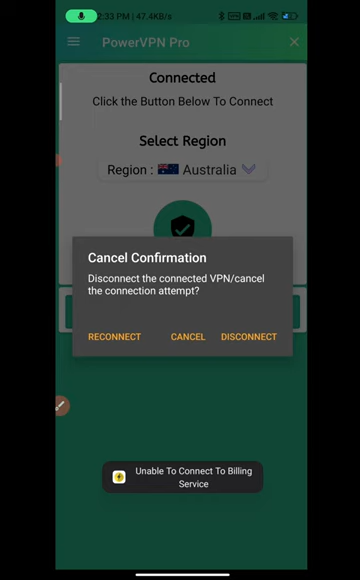 2:33 PM | 47.4KB/s
PowerVPN Pro
Connected
Click the Button Below To Connect
Select Region
Region : Australia
Cancel Confirmation
Disconnect the connected VPN/cancel
the connection attempt?
RECONNECT CANCEL DISCONNECT
Unable To Connect To Billing
Service